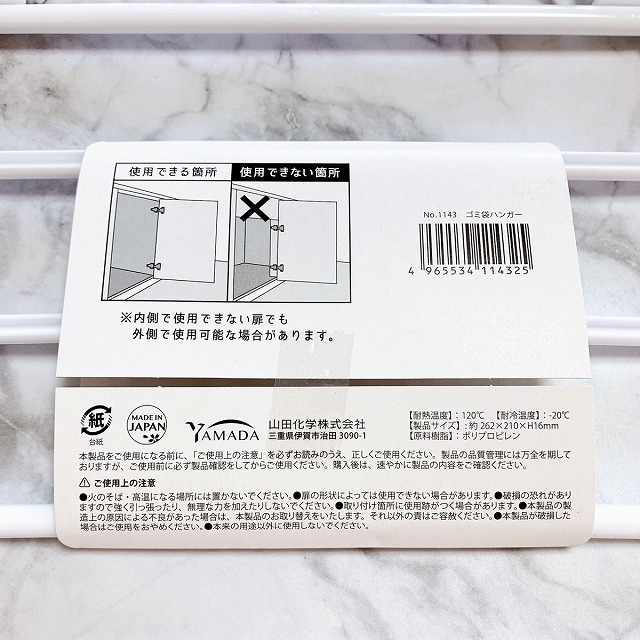 使用できる箇所
使用できない箇所
※内側で使用できない扉でも
外側で使用可能な場合があります。
No.1143 ゴミ袋ハンガー
4 965534 114325
紙
台紙
MADE IN
JAPAN
YAMADA
山田化学株式会社
三重県伊賀市治田 3090-1
【耐熱温度】：120℃ 【耐冷温度】：-20℃
【製品サイズ】：約 262×210×H16mm
【原料樹脂】：ポリプロピレン
本製品をご使用になる前に、「ご使用上の注意」を必ずお読みのうえ、正しくご使用ください。製品の品質管理には万全を期して
おりますが、ご使用前に必ず製品確認をしてからご使用ください。購入後は、速やかに製品の内容をご確認ください。
⚠ ご使用上の注意
●火のそば・高温になる場所には置かないでください。●扉の形状によっては使用できない場合があります。●破損の恐れがあり
ますので強く引っ張ったり、無理な力を加えたりしないでください。●取り付け箇所に使用跡がつく場合があります。●本製品の製
造上の原因による不良があった場合は、本製品のお取り替えをいたします。それ以外の責はご容赦ください。●本製品が破損した
場合はご使用をおやめください。●本来の用途以外に使用しないでください。